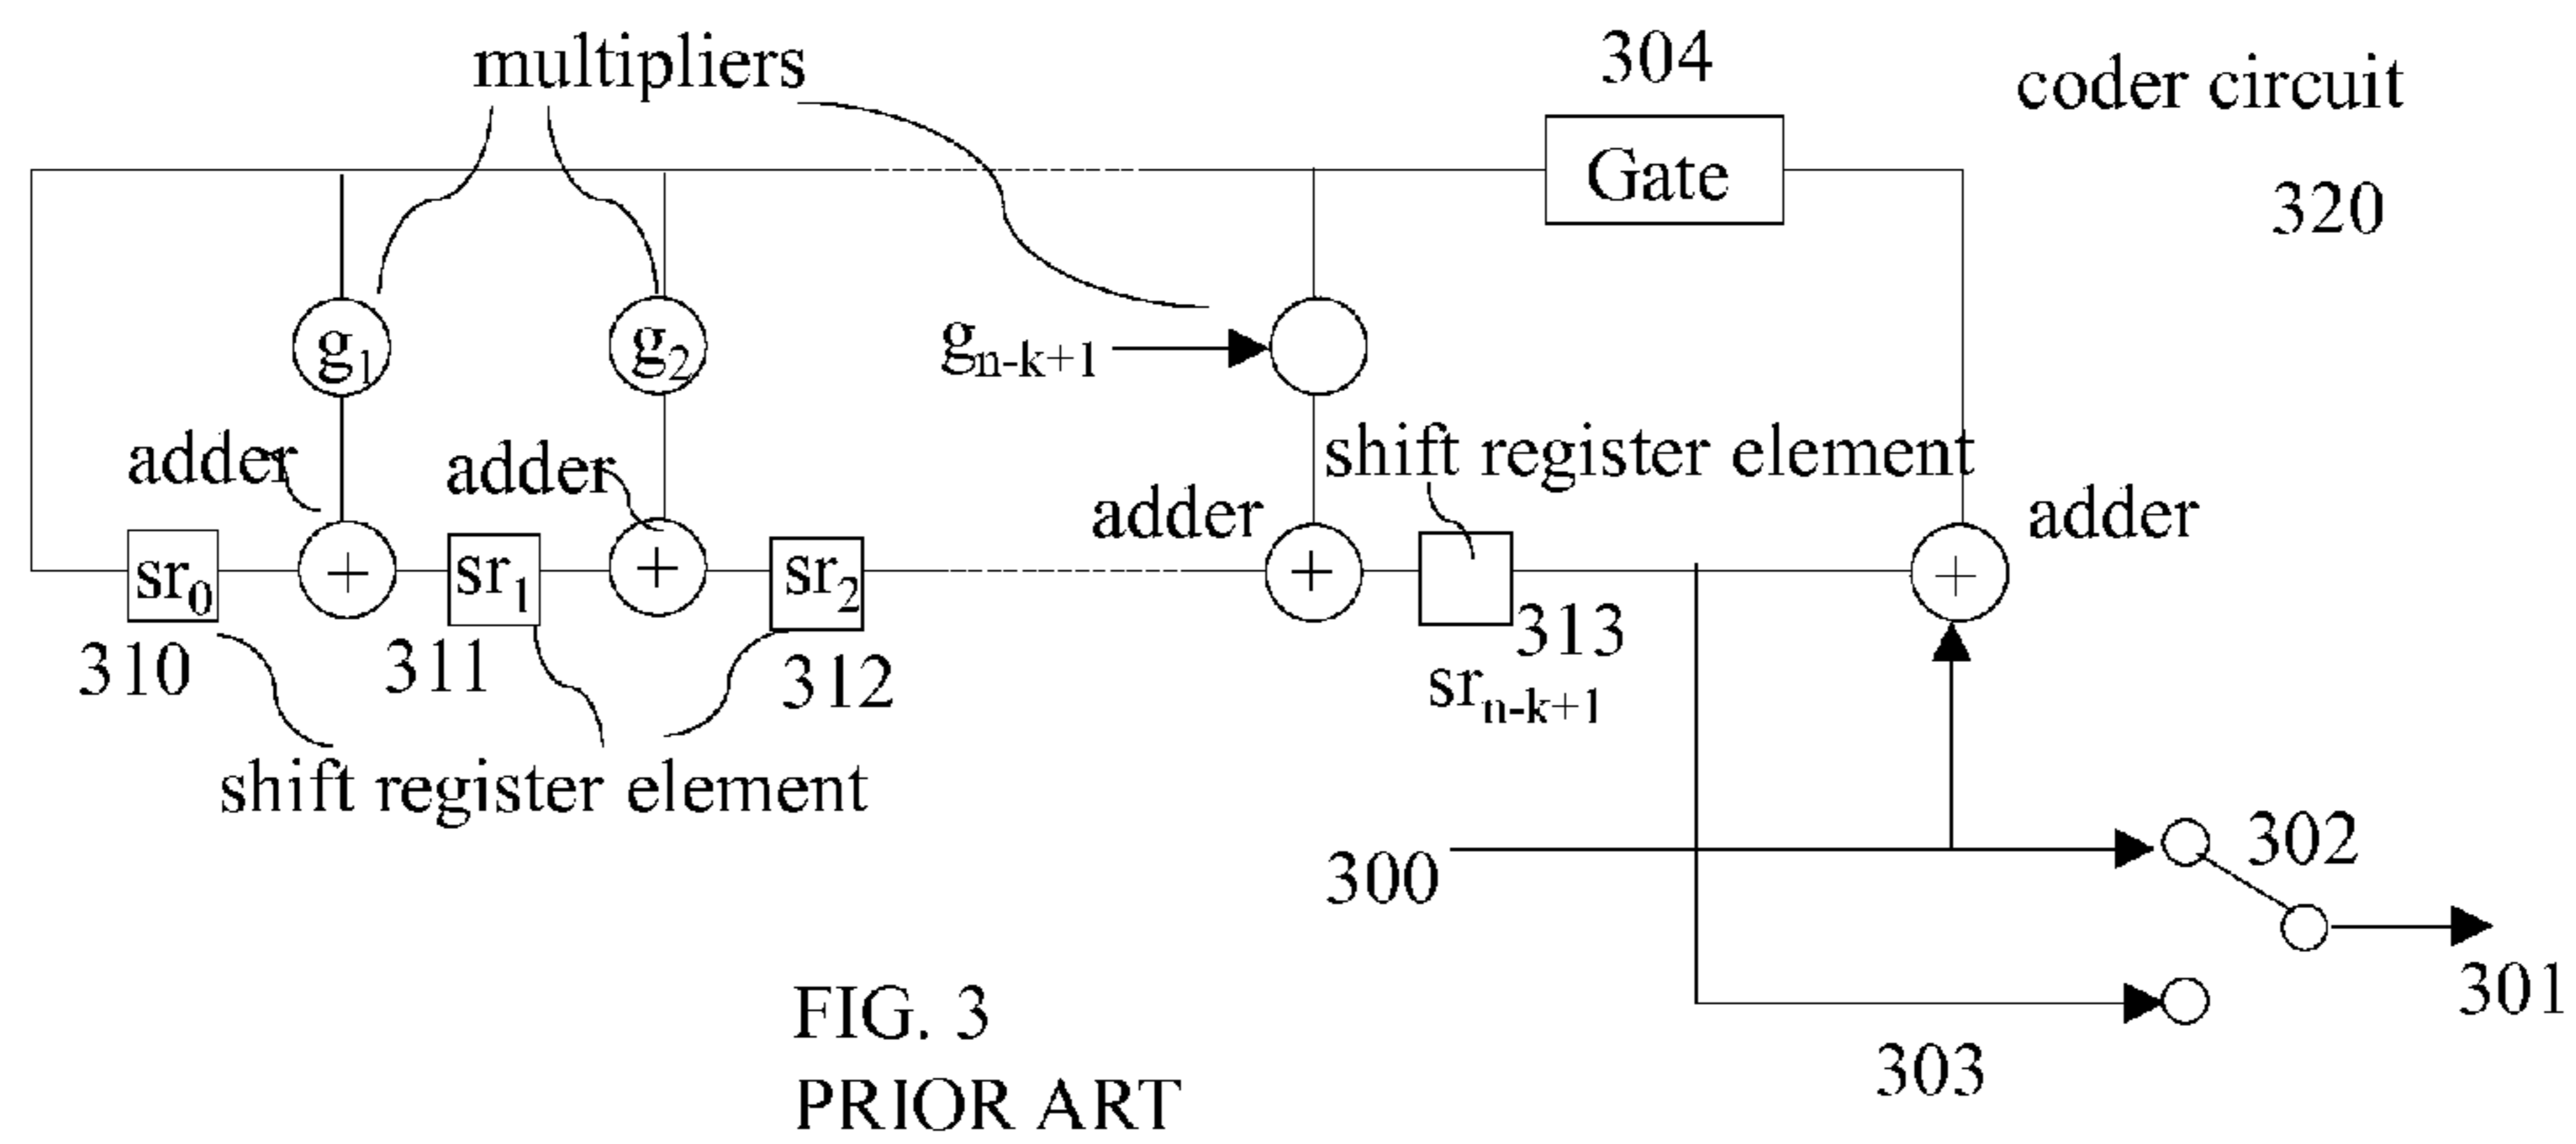 multipliers
304
coder circuit
Gate
320
g1
g2
gn-k+1
adder
adder
shift register element
adder
adder
sr0
+
sr1
+
sr2
+
+
310
311
312
313
srn-k+1
shift register element
300
302
301
303
FIG. 3
PRIOR ART